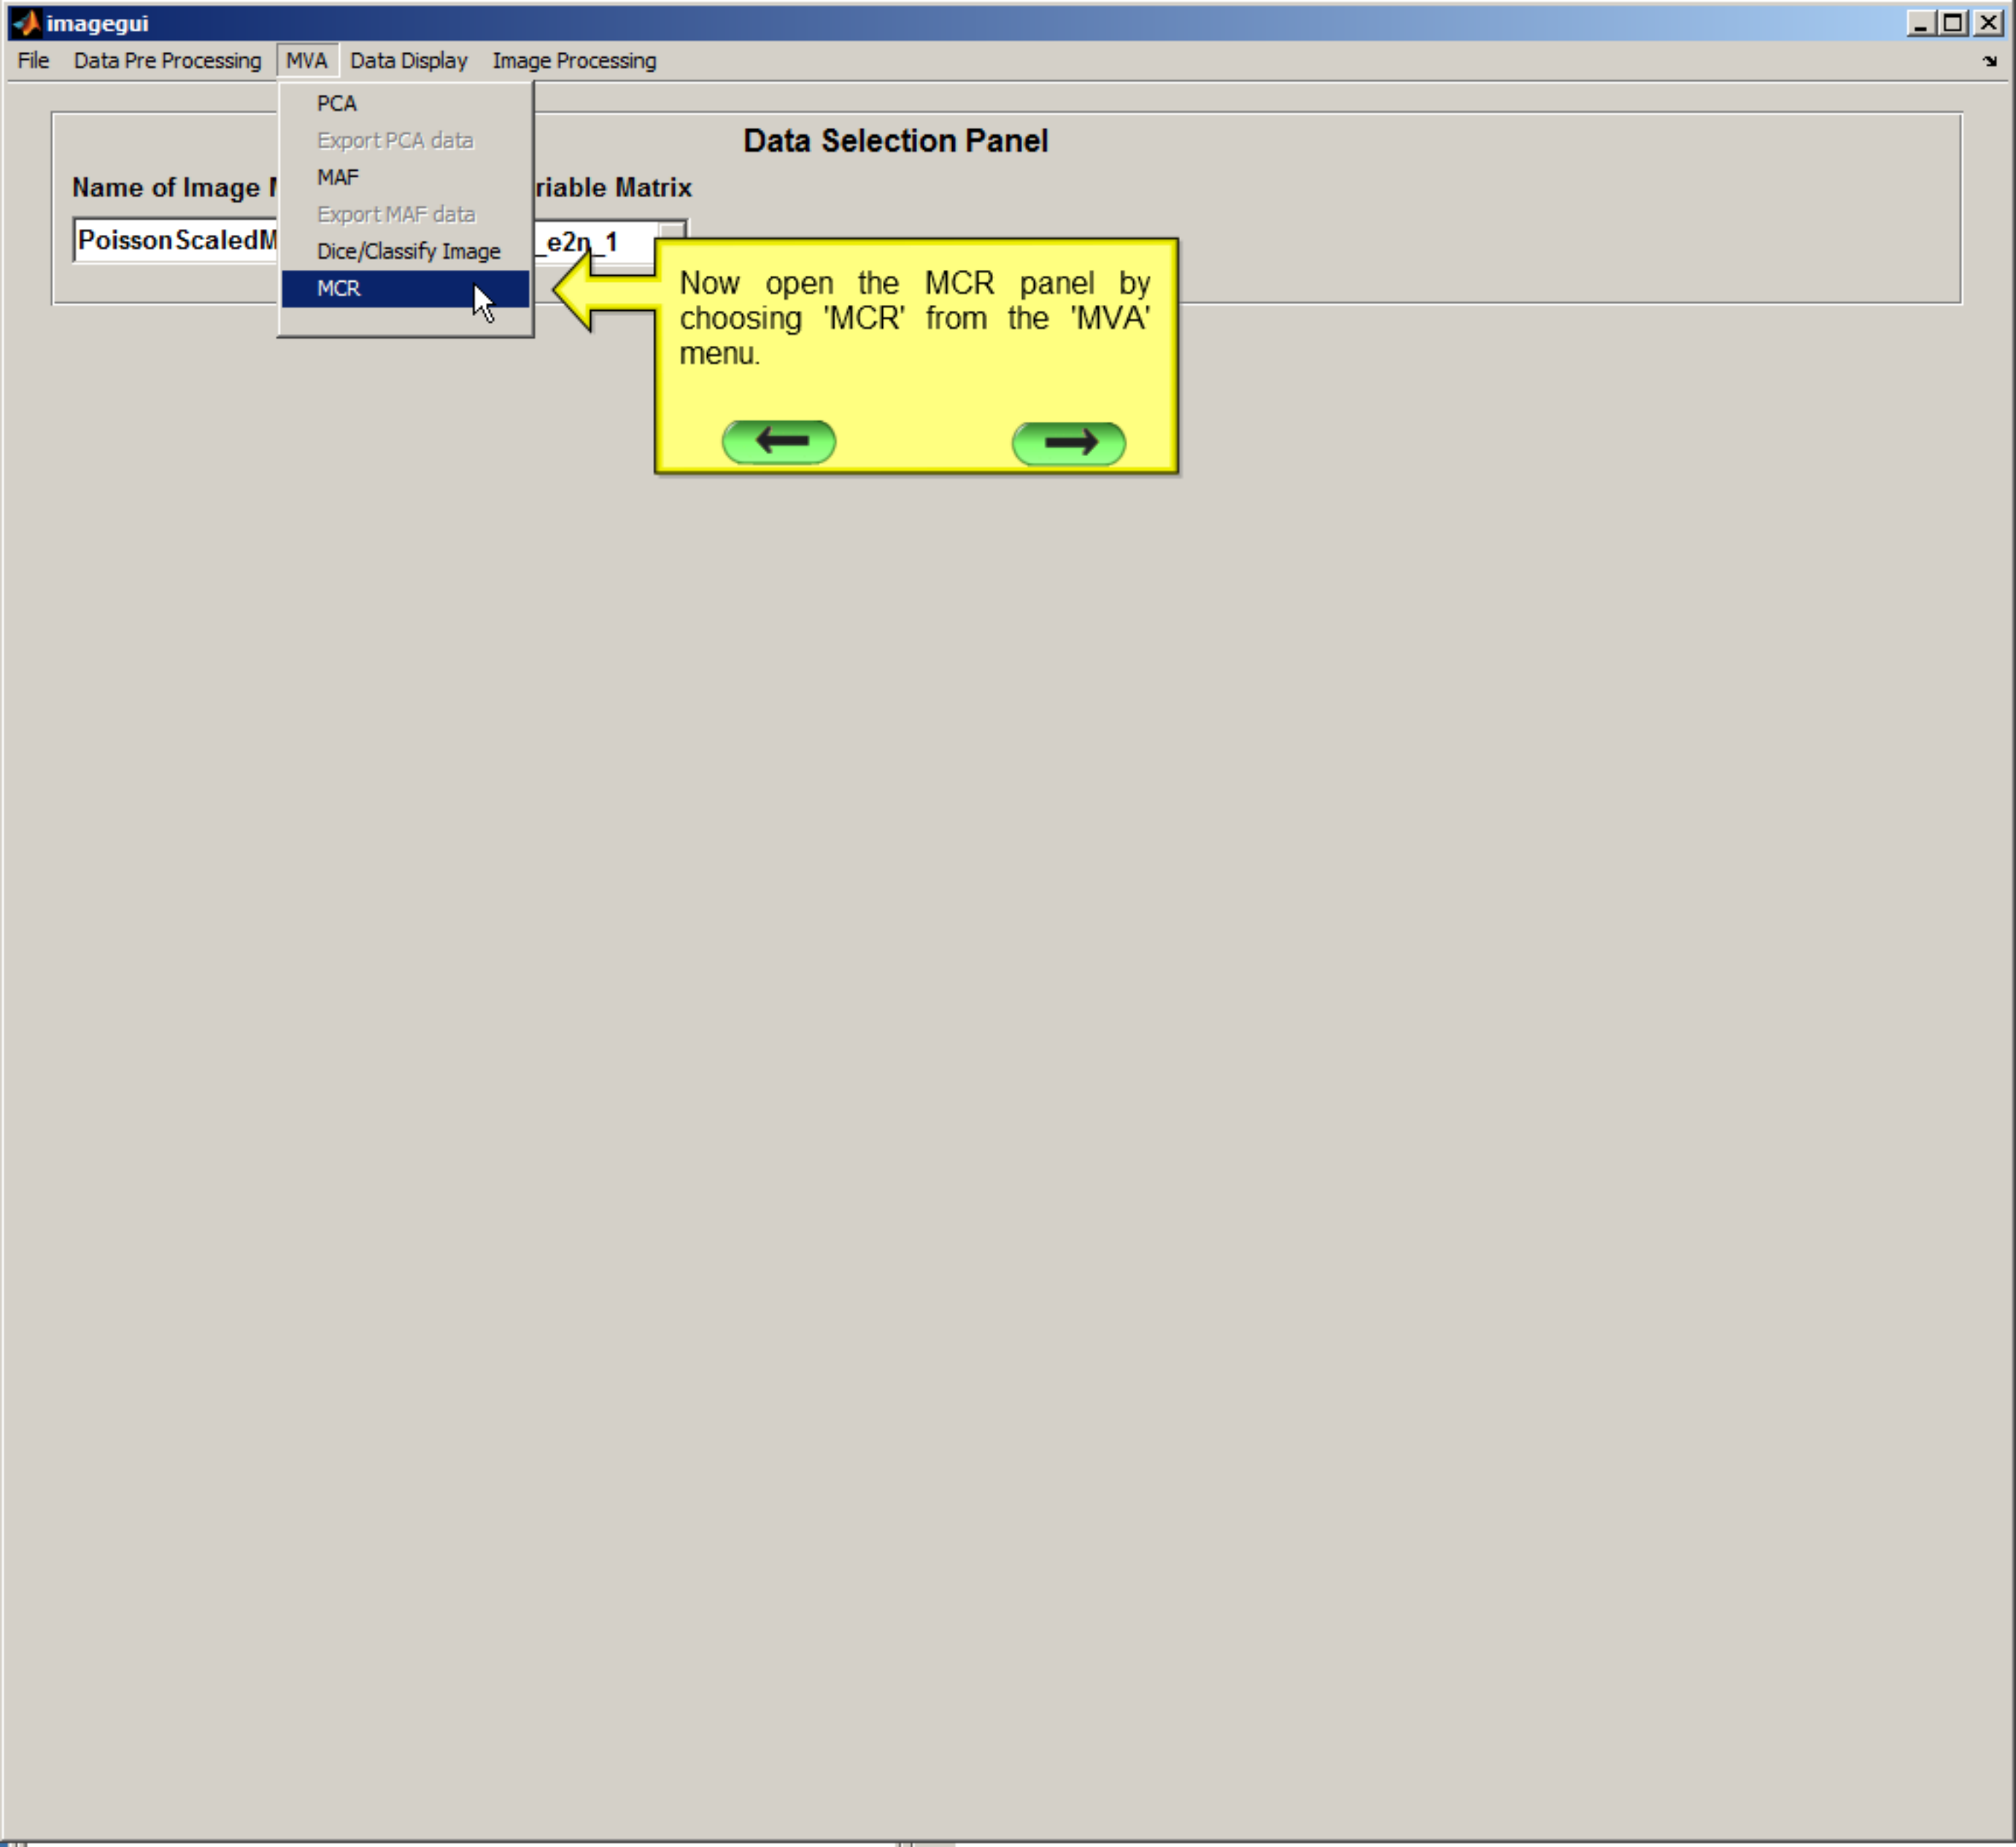 imagegui
File Data Pre Processing MVA Data Display Image Processing
PCA
Export PCA data
MAF
Export MAF data
Dice/Classify Image
MCR
Data Selection Panel
Name of Image riable Matrix
PoissonScaledM _e2n_1
Now open the MCR panel by
choosing 'MCR' from the 'MVA'
menu.